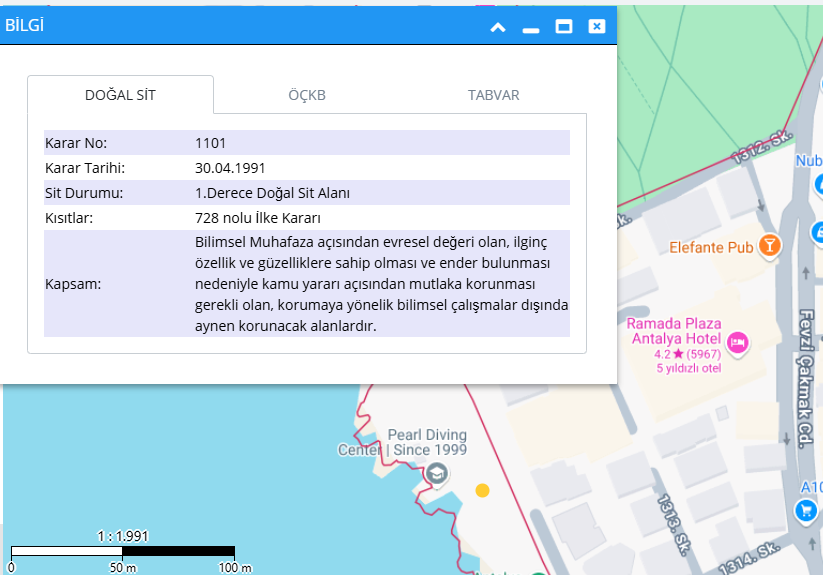 BİLGİ
DOĞAL SİT
ÖÇKB
TABVAR
Karar No: 1101
Karar Tarihi: 30.04.1991
Sit Durumu: 1.Derece Doğal Sit Alanı
Kısıtlar: 728 nolu İlke Kararı
Kapsam:
Bilimsel Muhafaza açısından evresel değeri olan, ilginç
özellik ve güzelliklere sahip olması ve ender bulunması
nedeniyle kamu yararı açısından mutlaka korunması
gerekli olan, korumaya yönelik bilimsel çalışmalar dışında
aynen korunacak alanlardır.
1312. Sk.
Nub
Sk.
Elefante Pub
Ramada Plaza
Antalya Hotel
4.2★(5967)
5 yıldızlı otel
Fevzi Çakmak Cd.
Pearl Diving
Center | Since 1999
A10
1313. Sk.
1314. Sk.
1 : 1.991
0 50 m 100 m